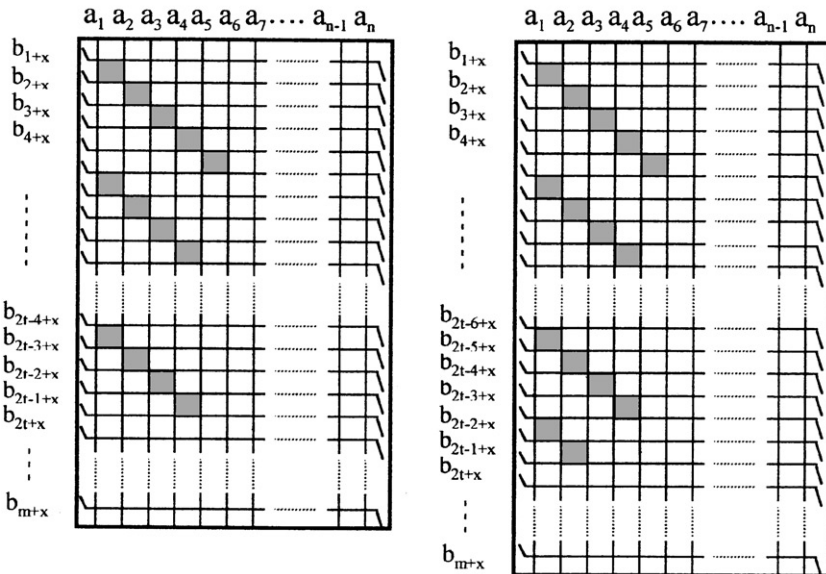 a₁ a₂ a₃ a₄ a₅ a₆ a₇ ..... aₙ₋₁ aₙ
b₁₊ₓ
b₂₊ₓ
b₃₊ₓ
b₄₊ₓ
b₂ₜ₋₄₊ₓ
b₂ₜ₋₃₊ₓ
b₂ₜ₋₂₊ₓ
b₂ₜ₋₁₊ₓ
b₂ₜ₊ₓ
bₘ₊ₓ
a₁ a₂ a₃ a₄ a₅ a₆ a₇ ..... aₙ₋₁ aₙ
b₁₊ₓ
b₂₊ₓ
b₃₊ₓ
b₄₊ₓ
b₂ₜ₋₆₊ₓ
b₂ₜ₋₅₊ₓ
b₂ₜ₋₄₊ₓ
b₂ₜ₋₃₊ₓ
b₂ₜ₋₂₊ₓ
b₂ₜ₋₁₊ₓ
b₂ₜ₊ₓ
bₘ₊ₓ